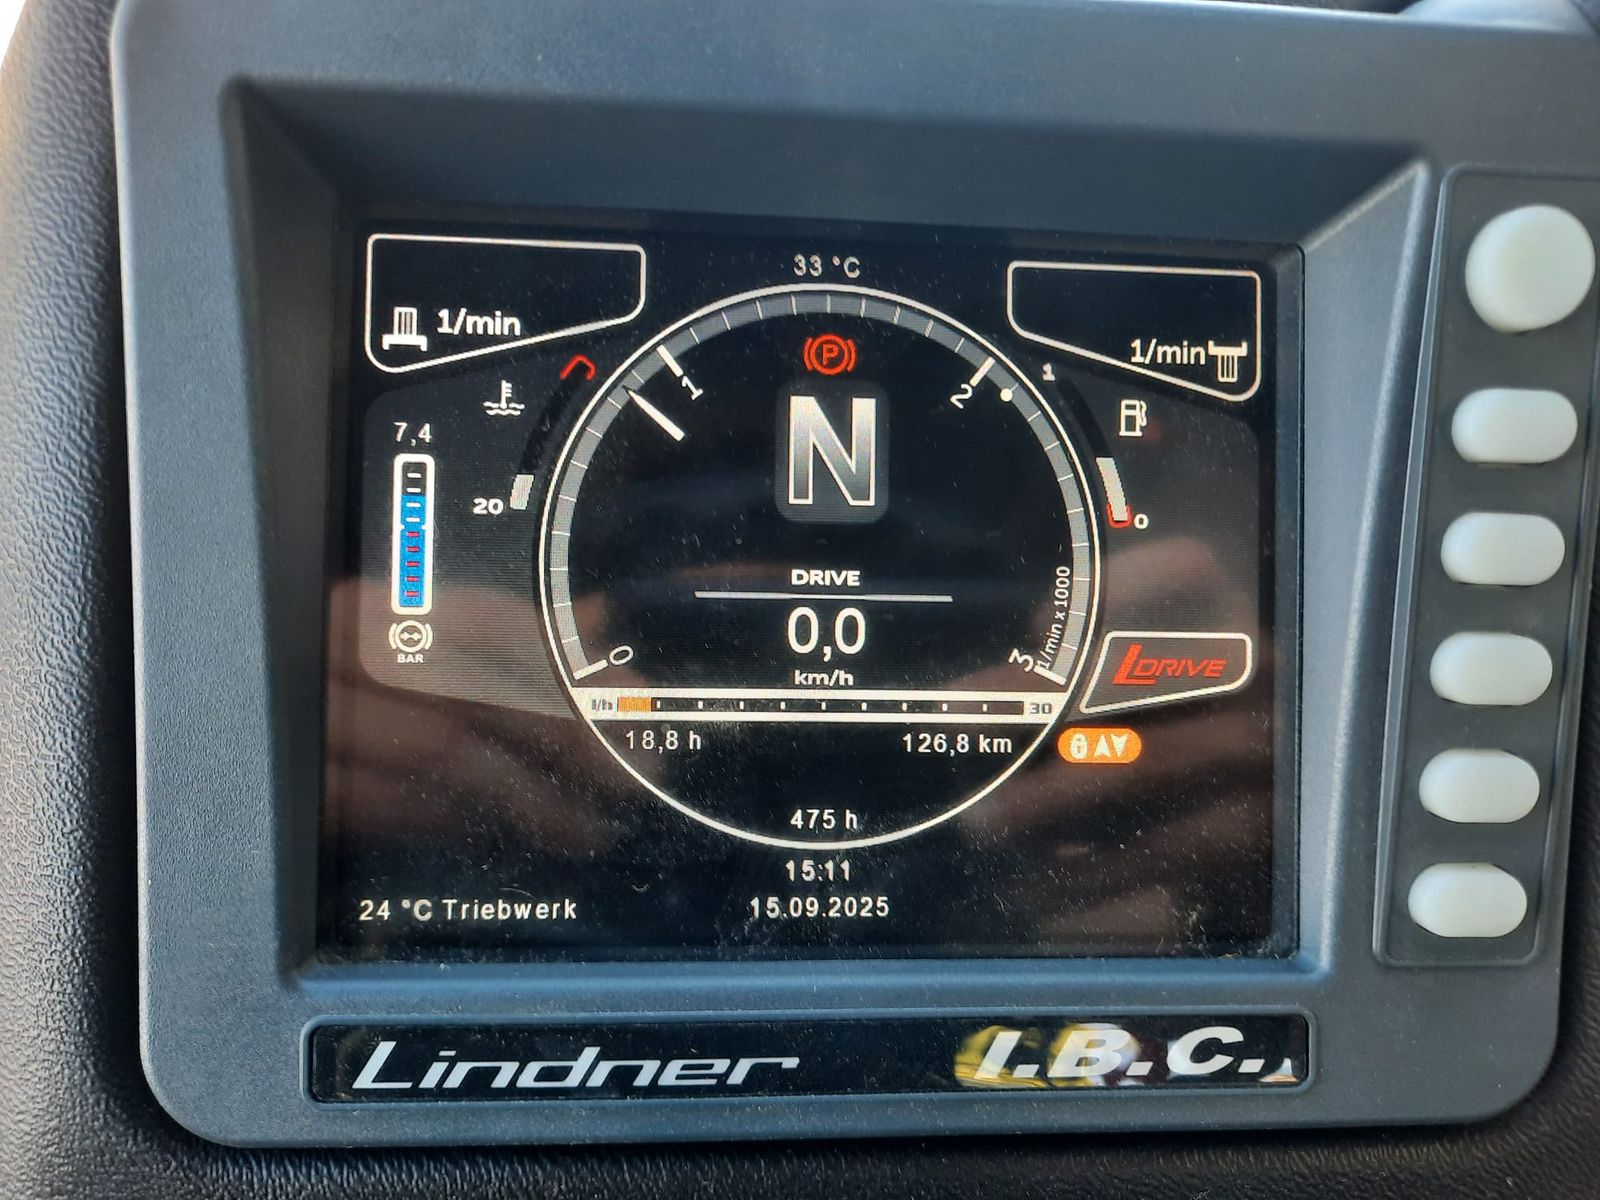 33 °C
1/min
1/min
P
1
2
1
N
7,4
20
0
DRIVE
0,0
km/h
0
3
1/min x 1000
BAR
LDRIVE
l/h
30
18,8 h
126,8 km
475 h
15:11
24 °C Triebwerk
15.09.2025
Lindner
I.B.C.